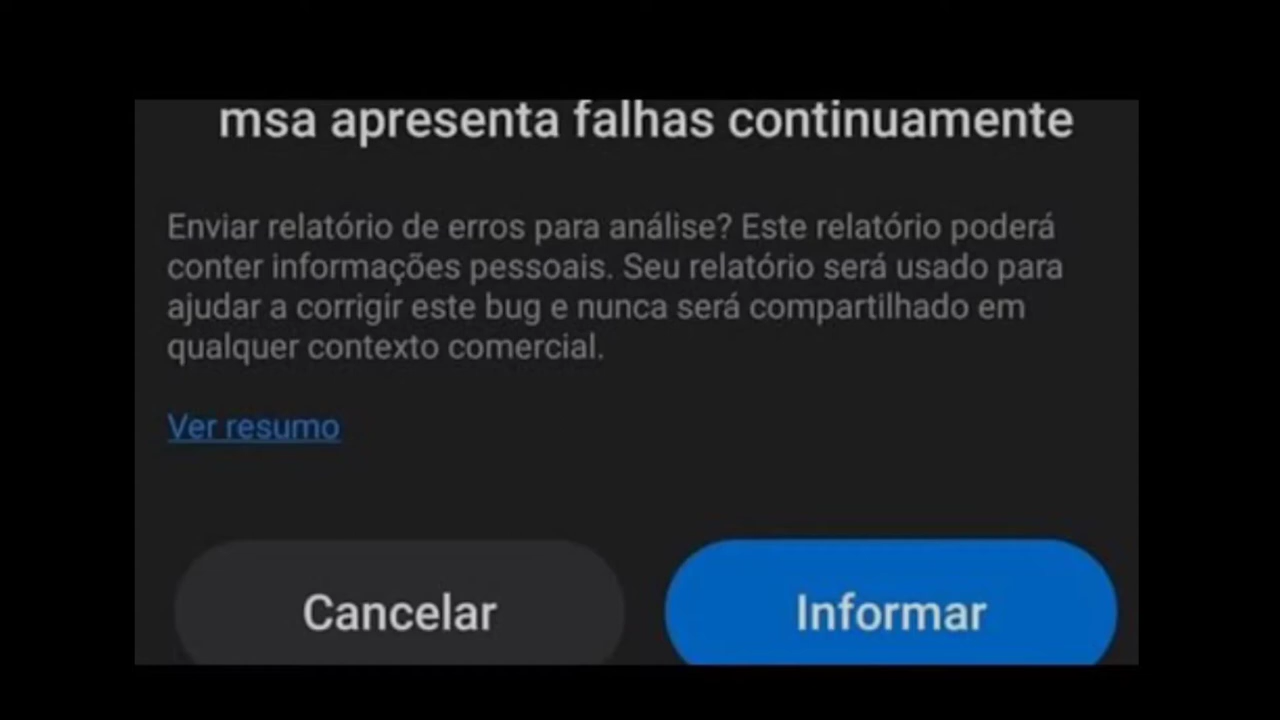 msa apresenta falhas continuamente
Enviar relatório de erros para análise? Este relatório poderá
conter informações pessoais. Seu relatório será usado para
ajudar a corrigir este bug e nunca será compartilhado em
qualquer contexto comercial.
Ver resumo
Cancelar
Informar